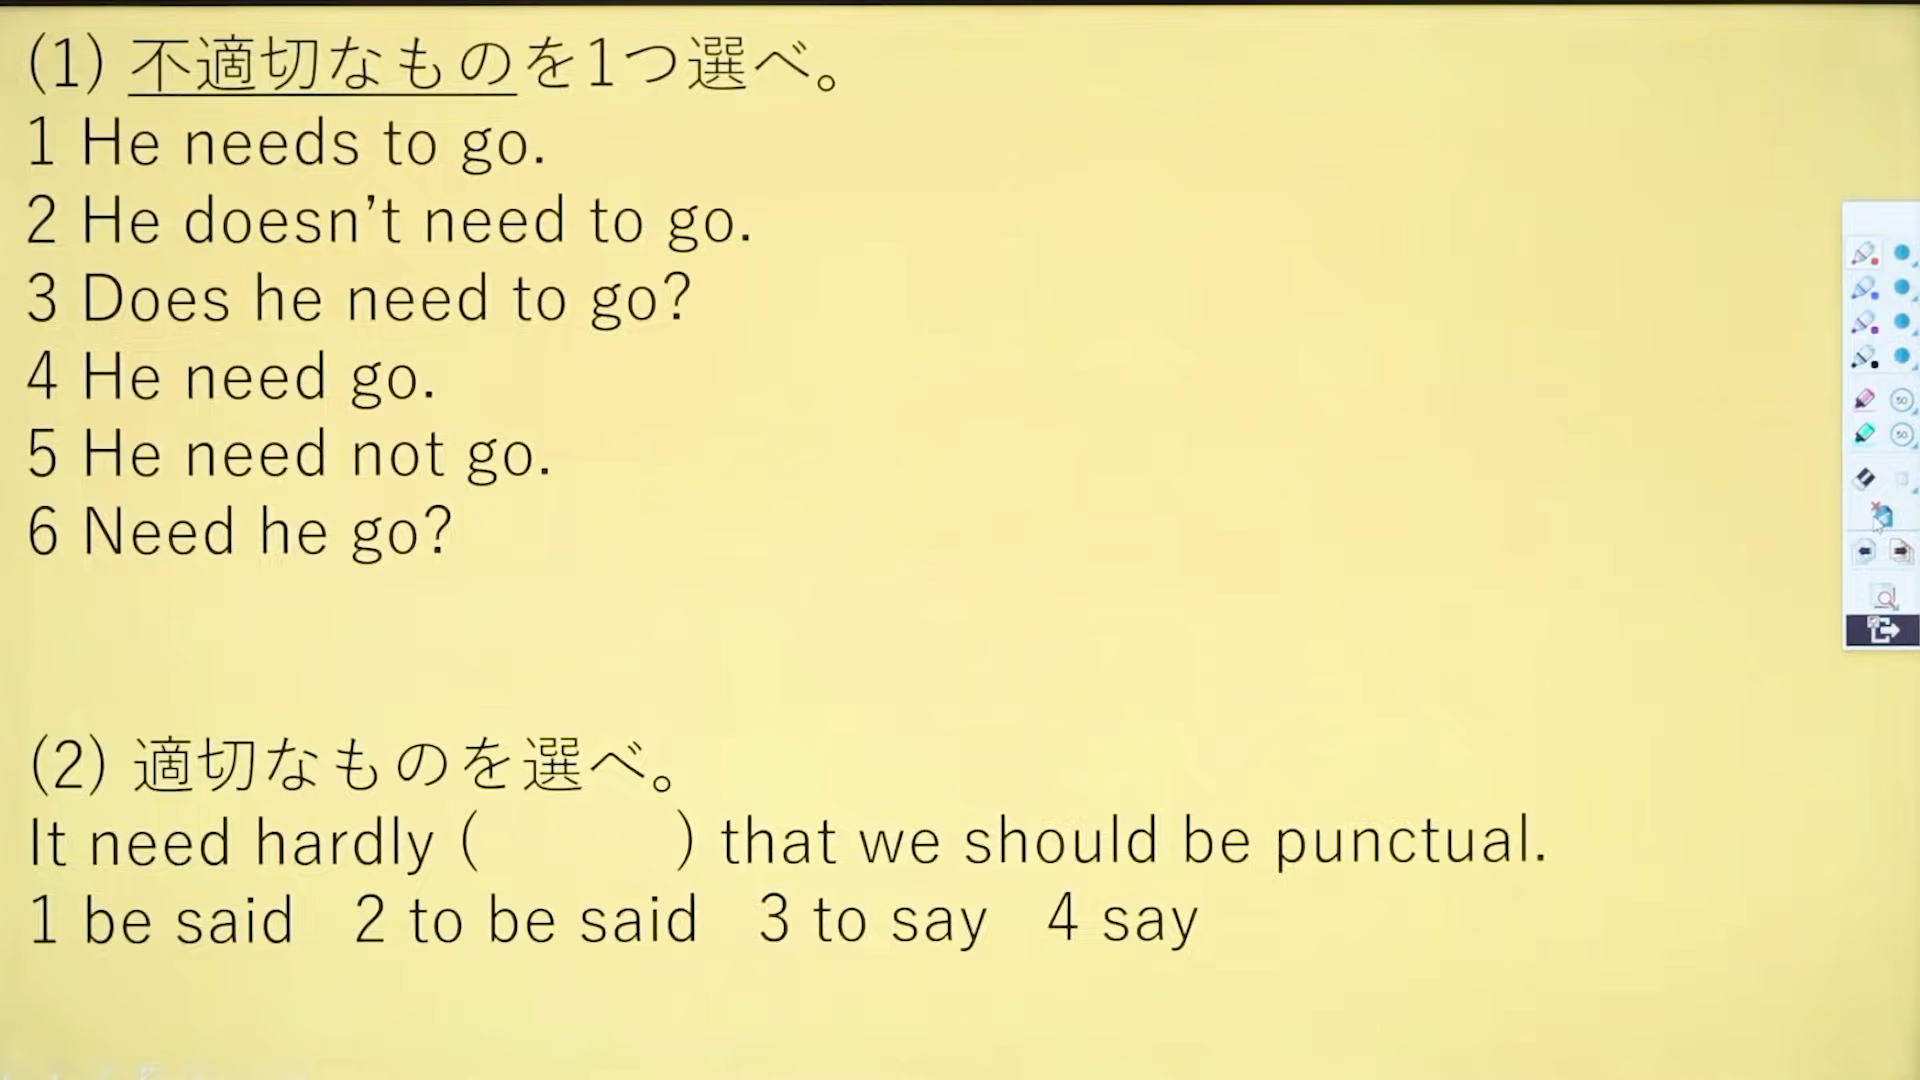 (1) 不適切なものを1つ選べ。
1 He needs to go.
2 He doesn’t need to go.
3 Does he need to go?
4 He need go.
5 He need not go.
6 Need he go?
(2) 適切なものを選べ。
It need hardly (          ) that we should be punctual.
1 be said   2 to be said   3 to say   4 say
50
50